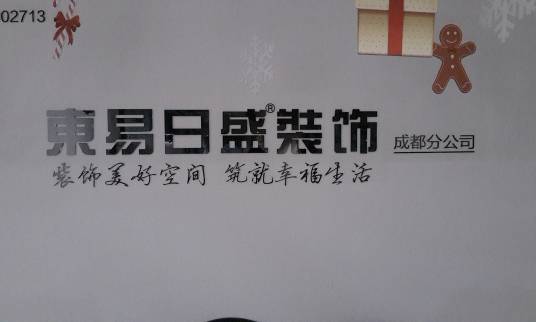 02713
東易日盛®裝饰 成都分公司
装饰美好空间 筑就幸福生活